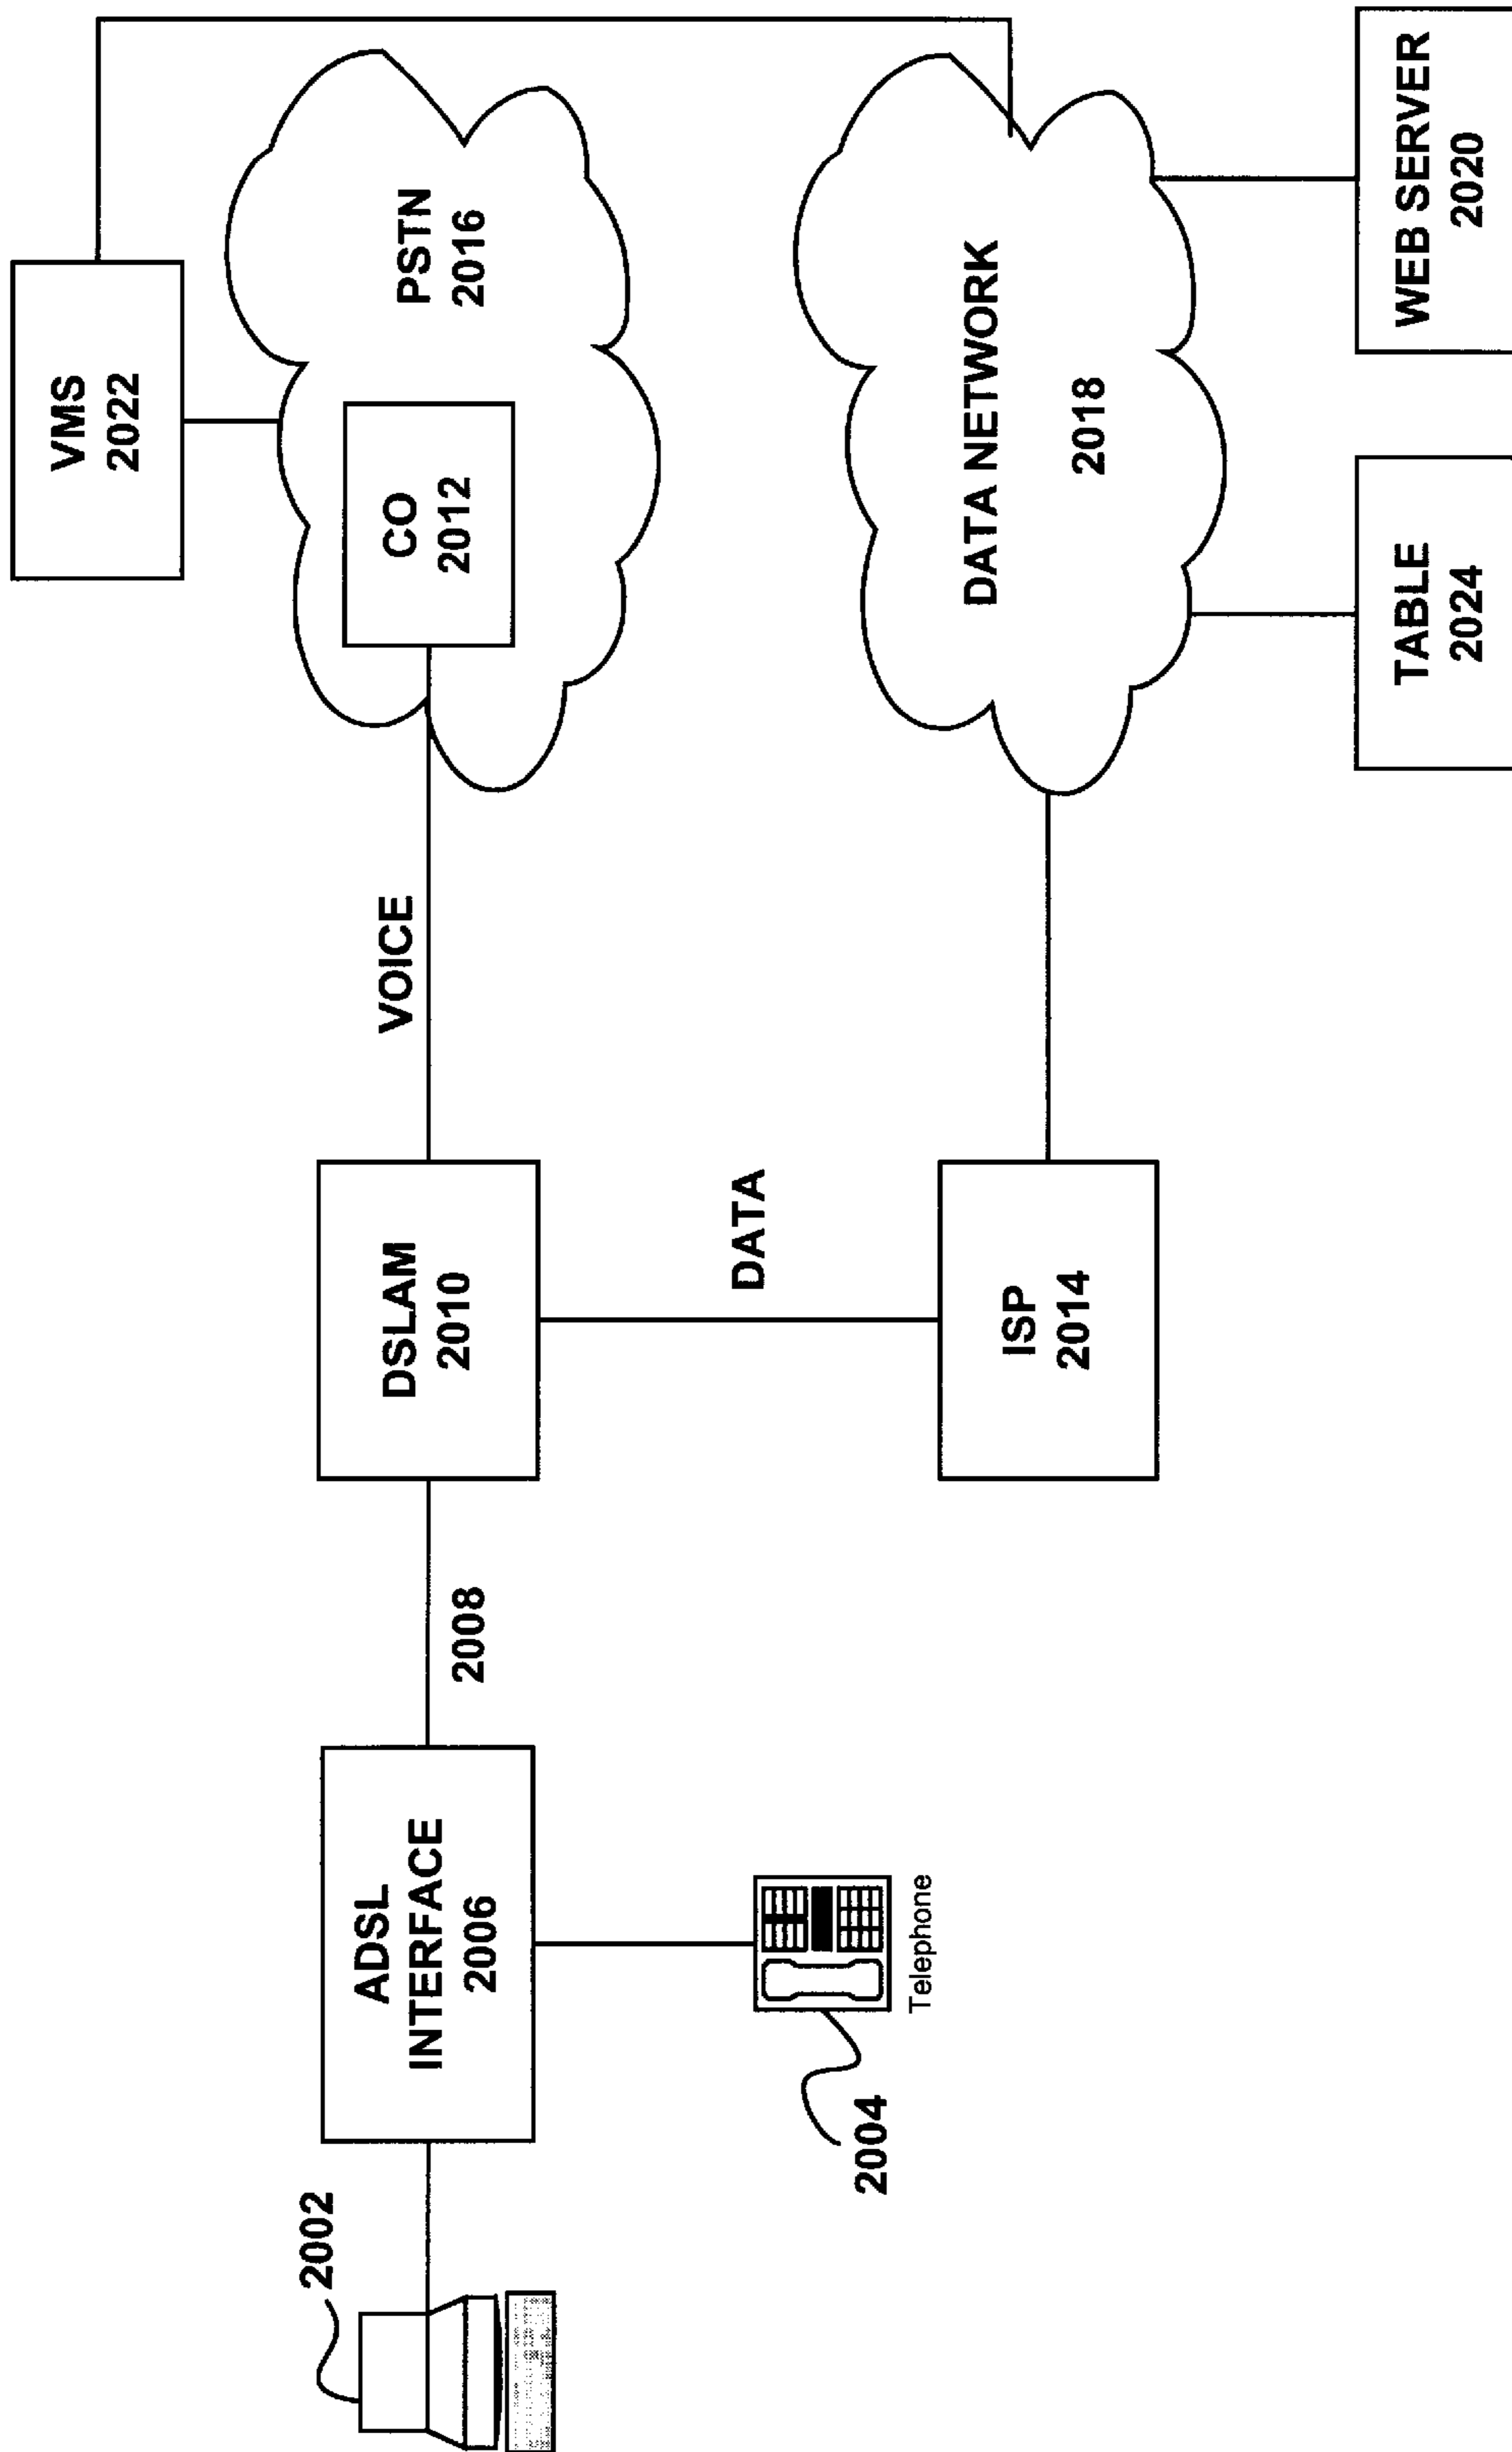 VMS
2022
PSTN
2016
CO
2012
VOICE
2002
ADSL
INTERFACE
2006
2008
DSLAM
2010
DATA
2004
Telephone
ISP
2014
DATA NETWORK
2018
TABLE
2024
WEB SERVER
2020